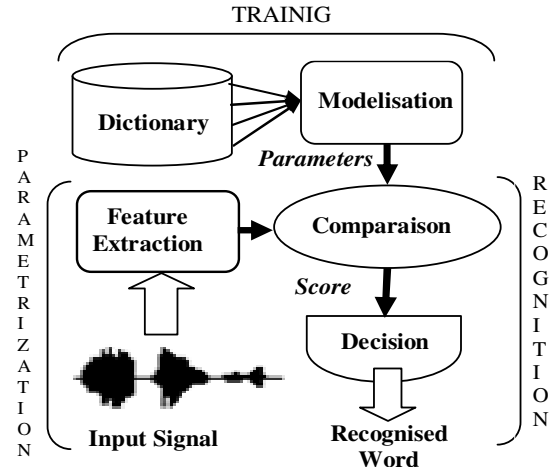 TRAINIG
Dictionary
Modelisation
Parameters
PARAMETRIZATION
Feature
Extraction
Comparaison
RECOGNITION
Score
Decision
Input Signal
Recognised
Word